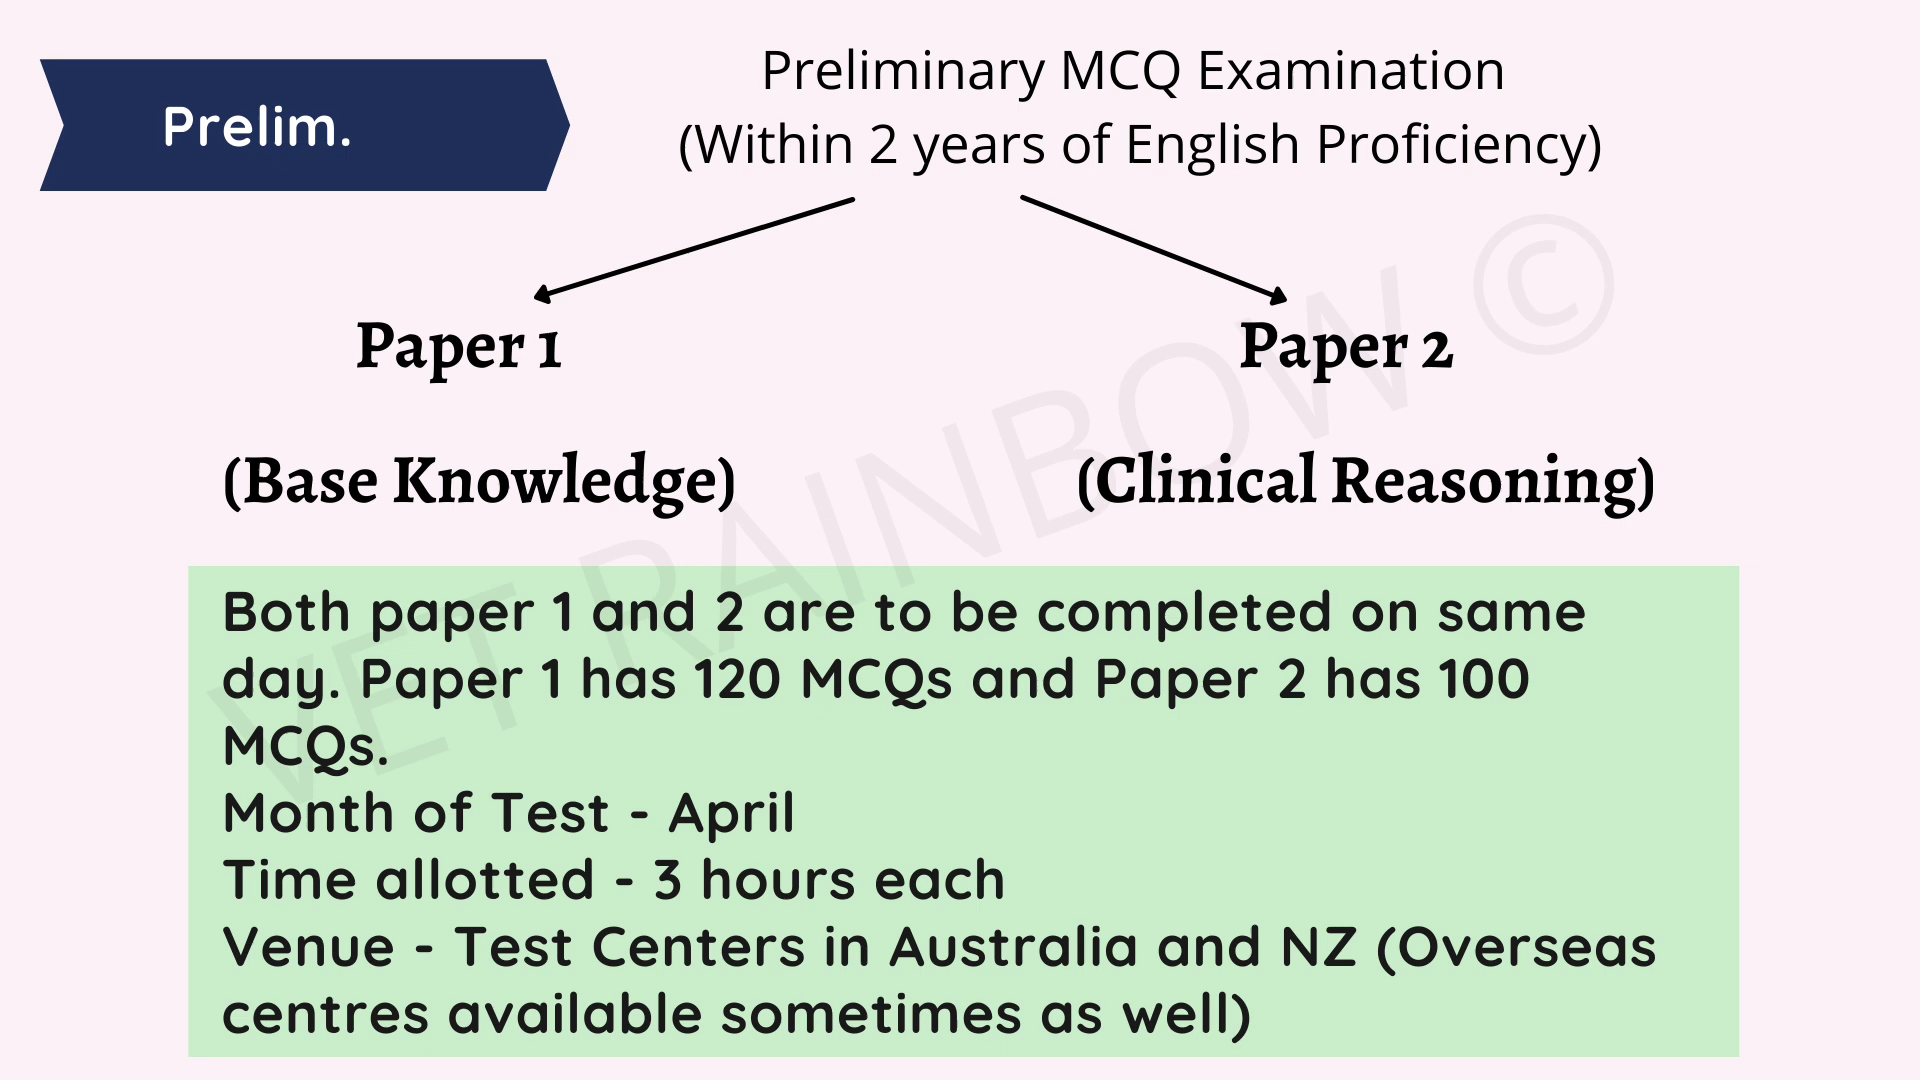 Prelim.
Preliminary MCQ Examination
(Within 2 years of English Proficiency)
Paper 1
Paper 2
(Base Knowledge)
(Clinical Reasoning)
Both paper 1 and 2 are to be completed on same
day. Paper 1 has 120 MCQs and Paper 2 has 100
MCQs.
Month of Test - April
Time allotted - 3 hours each
Venue - Test Centers in Australia and NZ (Overseas
centres available sometimes as well)
VET RAINBOW ©